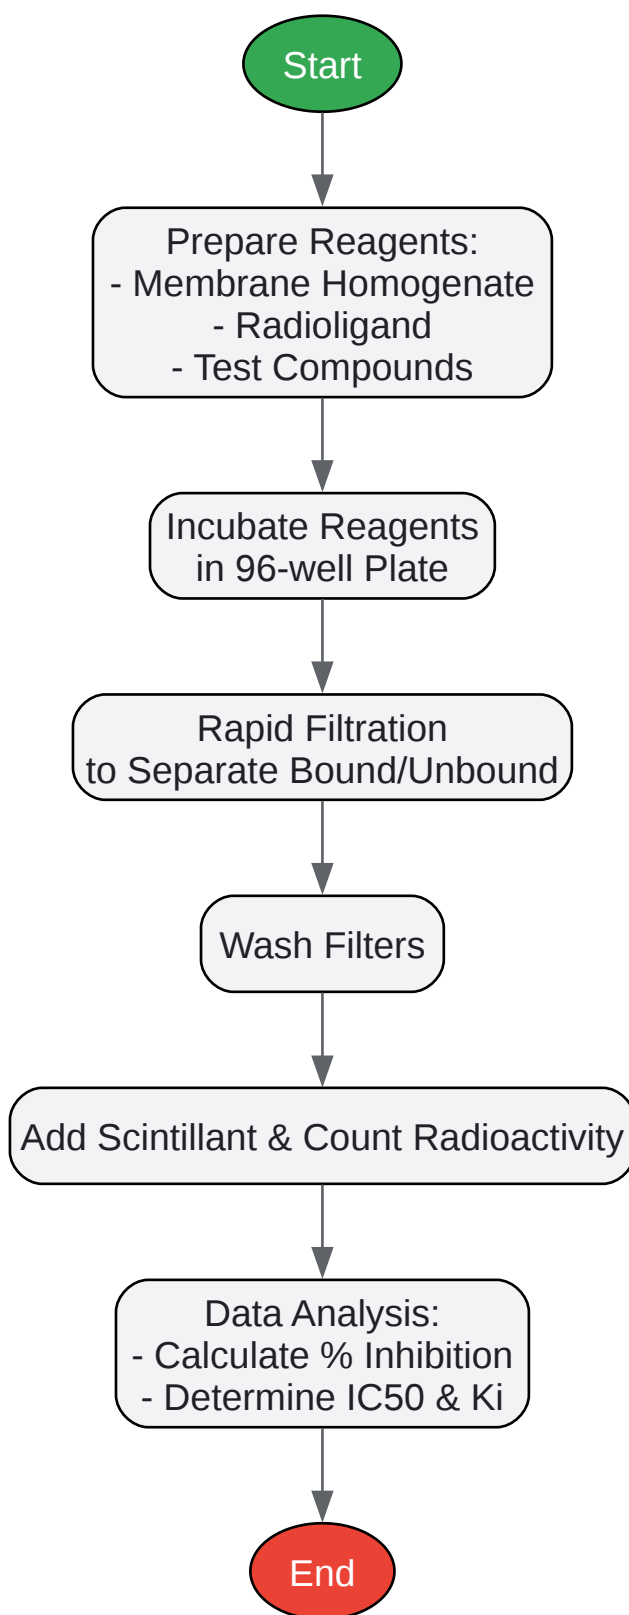 Start
Prepare Reagents:
- Membrane Homogenate
- Radioligand
- Test Compounds
Incubate Reagents
in 96-well Plate
Rapid Filtration
to Separate Bound/Unbound
Wash Filters
Add Scintillant & Count Radioactivity
Data Analysis:
- Calculate % Inhibition
- Determine IC50 & Ki
End